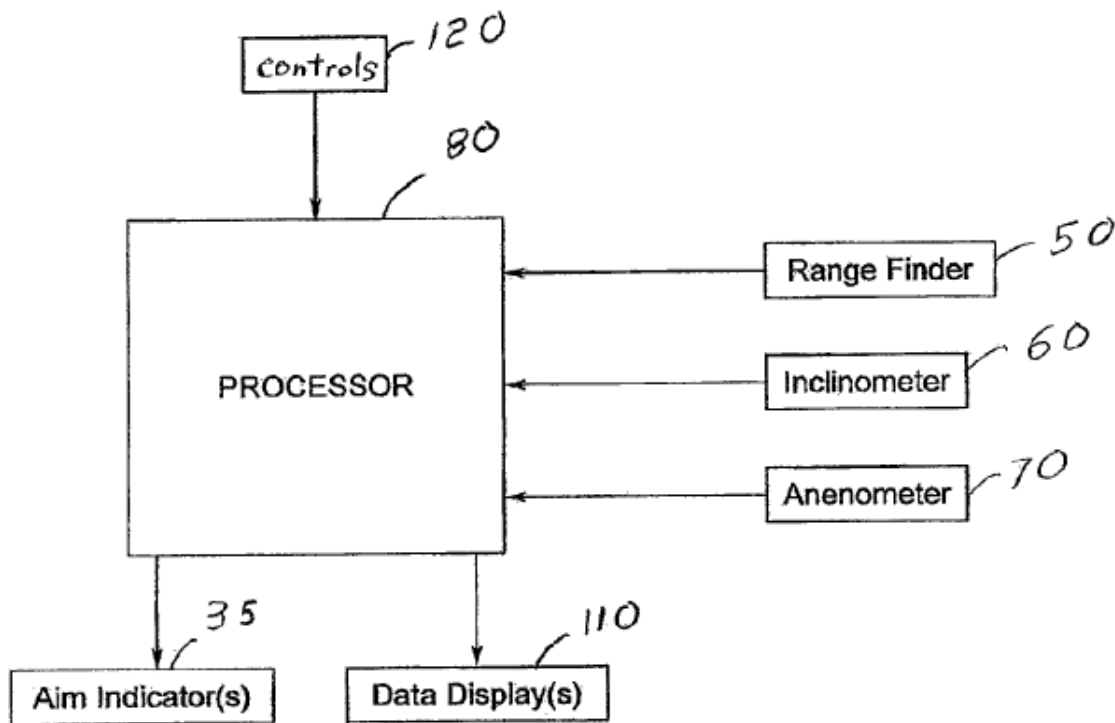 120
controls
80
50
Range Finder
60
PROCESSOR
Inclinometer
70
Anenometer
35
110
Aim Indicator(s)
Data Display(s)